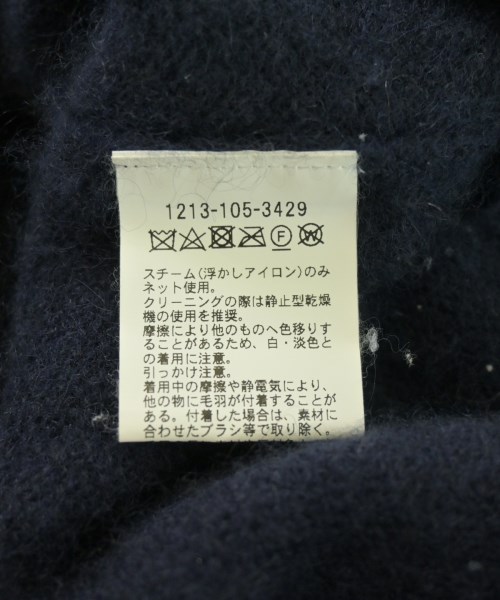 1213-105-3429
F
W
スチーム(浮かしアイロン)のみ
ネット使用。
クリーニングの際は静止型乾燥
機の使用を推奨。
摩擦により他のものへ色移りす
ることがあるため、白・淡色と
の着用に注意。
引っかけ注意。
着用中の摩擦や静電気により、
他の物に毛羽が付着することが
ある。付着した場合は、素材に
合わせたブラシ等で取り除く。